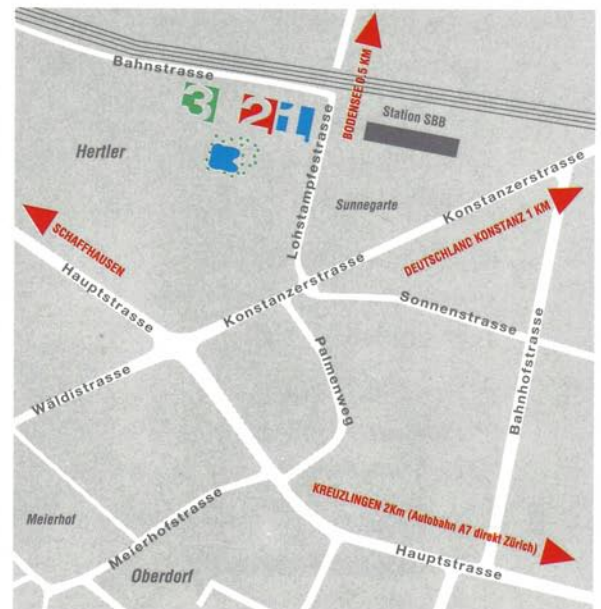 Bahnstrasse
3
2
1
BODENSEE 0,5 KM
Station SBB
Hertler
Lohstampfestrasse
Sunnegarte
Konstanzerstrasse
DEUTSCHLAND KONSTANZ 1 KM
SCHAFFHAUSEN
Hauptstrasse
Konstanzerstrasse
Sonnenstrasse
Palmenweg
Bahnhofstrasse
Wäldistrasse
KREUZLINGEN 2Km (Autobahn A7 direkt Zürich)
Meierhof
Meierhofstrasse
Hauptstrasse
Oberdorf